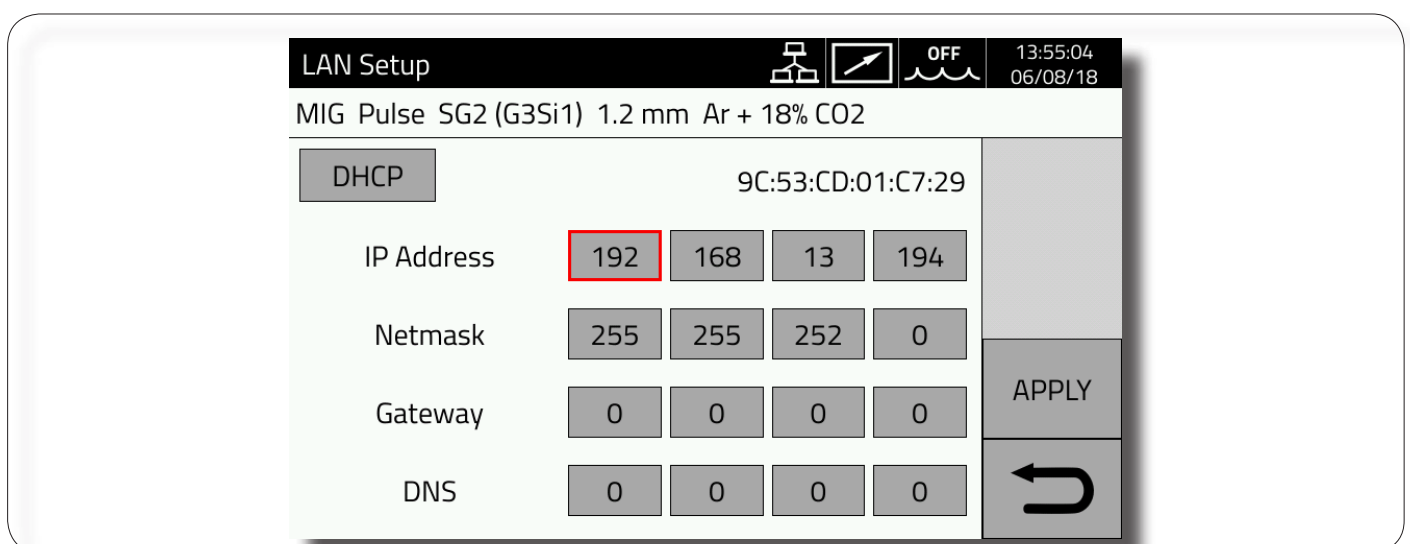 LAN Setup OFF 13:55:04
06/08/18
MIG Pulse SG2 (G3Si1) 1.2 mm Ar + 18% CO2
DHCP 9C:53:CD:01:C7:29
IP Address 192 168 13 194
Netmask 255 255 252 0
Gateway 0 0 0 0
APPLY
DNS 0 0 0 0